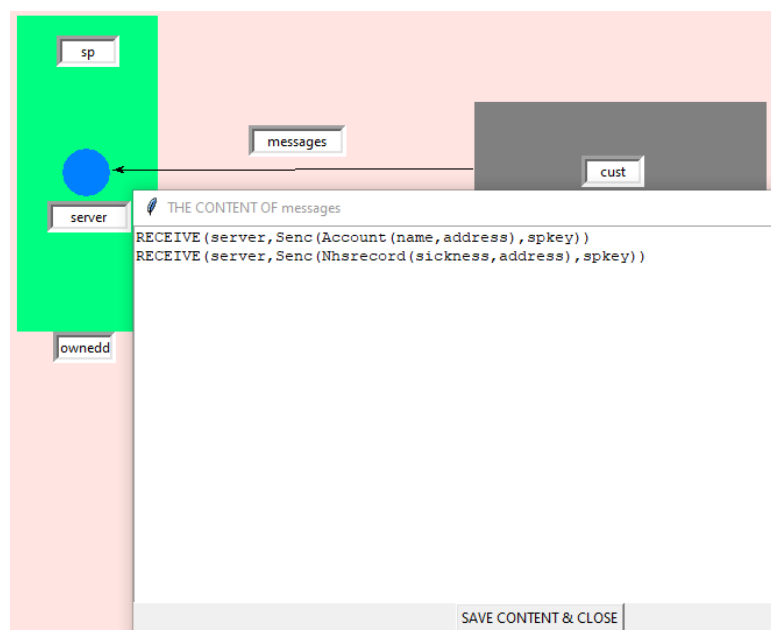 sp
messages
cust
server
THE CONTENT OF messages
RECEIVE(server,Senc(Account(name,address),spkey))
RECEIVE(server,Senc(Nhsrecord(sickness,address),spkey))
ownedd
SAVE CONTENT & CLOSE